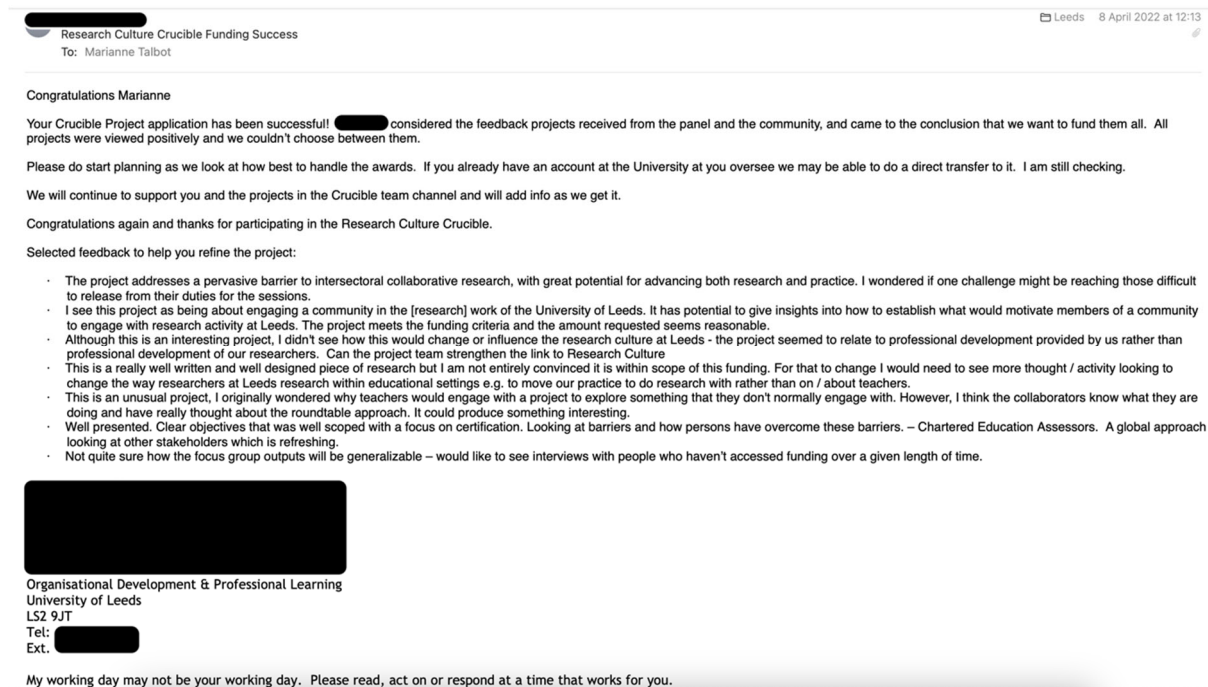 Leeds 8 April 2022 at 12:13
Research Culture Crucible Funding Success
To: Marianne Talbot
Congratulations Marianne
Your Crucible Project application has been successful! considered the feedback projects received from the panel and the community, and came to the conclusion that we want to fund them all. All
projects were viewed positively and we couldn't choose between them.
Please do start planning as we look at how best to handle the awards. If you already have an account at the University at you oversee we may be able to do a direct transfer to it. I am still checking.
We will continue to support you and the projects in the Crucible team channel and will add info as we get it.
Congratulations again and thanks for participating in the Research Culture Crucible.
Selected feedback to help you refine the project:
· The project addresses a pervasive barrier to intersectoral collaborative research, with great potential for advancing both research and practice. I wondered if one challenge might be reaching those difficult
to release from their duties for the sessions.
· I see this project as being about engaging a community in the [research] work of the University of Leeds. It has potential to give insights into how to establish what would motivate members of a community
to engage with research activity at Leeds. The project meets the funding criteria and the amount requested seems reasonable.
· Although this is an interesting project, I didn't see how this would change or influence the research culture at Leeds - the project seemed to relate to professional development provided by us rather than
professional development of our researchers. Can the project team strengthen the link to Research Culture
· This is a really well written and well designed piece of research but I am not entirely convinced it is within scope of this funding. For that to change I would need to see more thought / activity looking to
change the way researchers at Leeds research within educational settings e.g. to move our practice to do research with rather than on / about teachers.
· This is an unusual project, I originally wondered why teachers would engage with a project to explore something that they don't normally engage with. However, I think the collaborators know what they are
doing and have really thought about the roundtable approach. It could produce something interesting.
· Well presented. Clear objectives that was well scoped with a focus on certification. Looking at barriers and how persons have overcome these barriers. – Chartered Education Assessors. A global approach
looking at other stakeholders which is refreshing.
· Not quite sure how the focus group outputs will be generalizable – would like to see interviews with people who haven't accessed funding over a given length of time.
Organisational Development & Professional Learning
University of Leeds
LS2 9JT
Tel:
Ext.
My working day may not be your working day. Please read, act on or respond at a time that works for you.